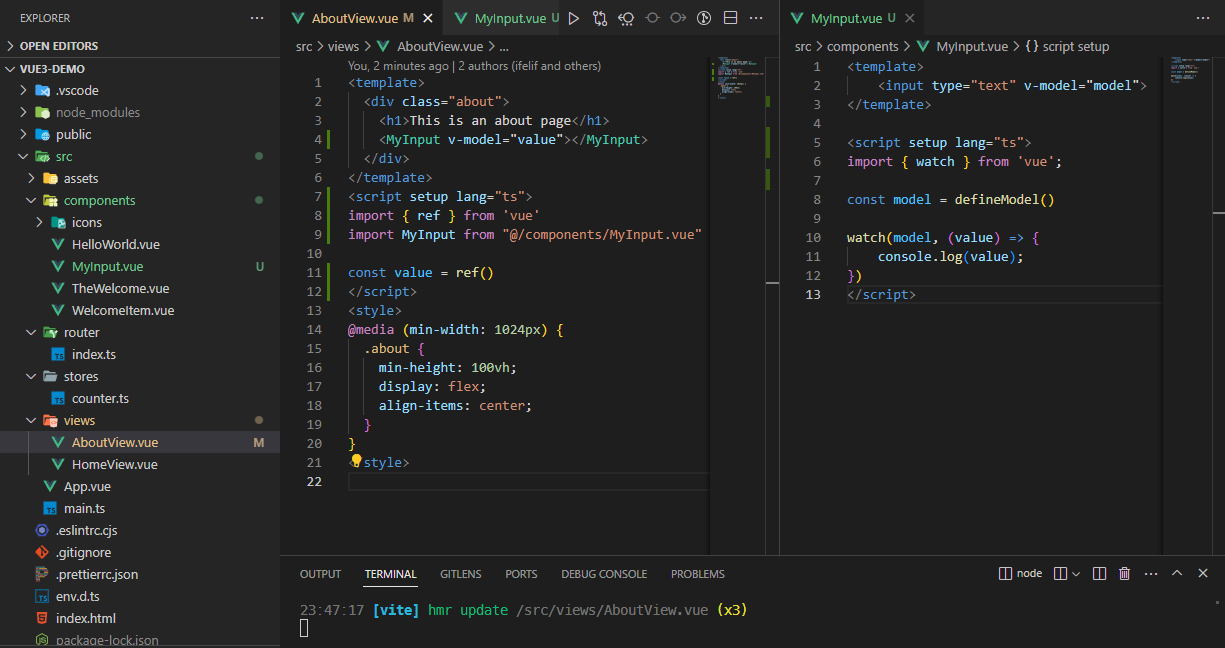 EXPLORER
OPEN EDITORS
VUE3-DEMO
.vscode
node_modules
public
src
assets
components
icons
HelloWorld.vue
MyInput.vue U
TheWelcome.vue
WelcomeItem.vue
router
index.ts
stores
counter.ts
views
AboutView.vue M
HomeView.vue
App.vue
main.ts
.eslintrc.cjs
.gitignore
.prettierrc.json
env.d.ts
index.html
package-lock.json
AboutView.vue M
MyInput.vue U
src > views > AboutView.vue > ...
You, 2 minutes ago | 2 authors (ifelif and others)
1 <template>
2 <div class="about">
3 <h1>This is an about page</h1>
4 <MyInput v-model="value"></MyInput>
5 </div>
6 </template>
7 <script setup lang="ts">
8 import { ref } from 'vue'
9 import MyInput from "@/components/MyInput.vue"
10
11 const value = ref()
12 </script>
13 <style>
14 @media (min-width: 1024px) {
15 .about {
16 min-height: 100vh;
17 display: flex;
18 align-items: center;
19 }
20 }
21 < style>
22
MyInput.vue U
src > components > MyInput.vue > {} script setup
1 <template>
2 <input type="text" v-model="model">
3 </template>
4
5 <script setup lang="ts">
6 import { watch } from 'vue';
7
8 const model = defineModel()
9
10 watch(model, (value) => {
11 console.log(value);
12 })
13 </script>
OUTPUT TERMINAL GITLENS PORTS DEBUG CONSOLE PROBLEMS node
23:47:17 [vite] hmr update /src/views/AboutView.vue (x3)